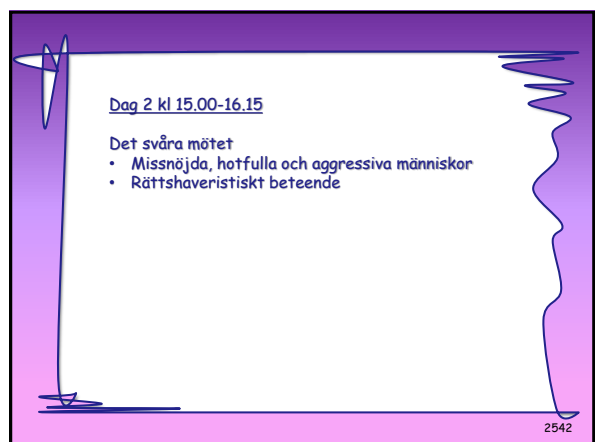 Dag 2 kl 15.00-16.15
Det svåra mötet
• Missnöjda, hotfulla och aggressiva människor
• Rättshaveristiskt beteende
2542